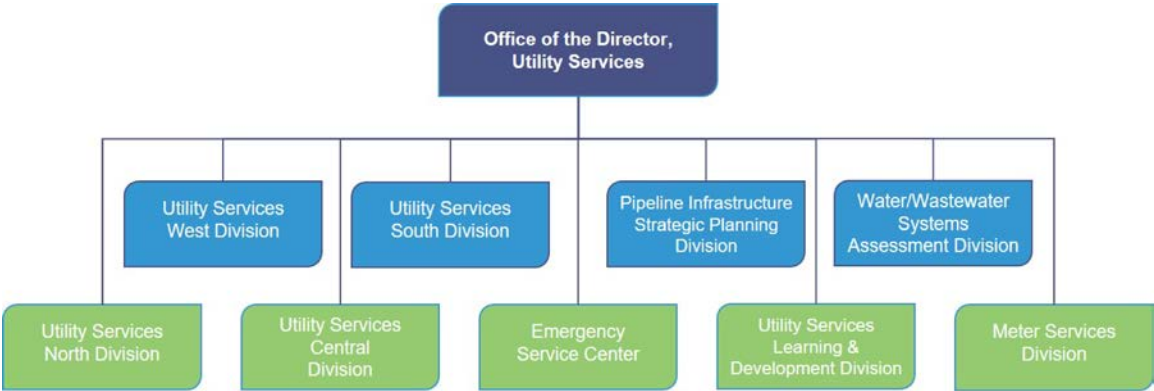 Office of the Director,
Utility Services
Utility Services
West Division
Utility Services
South Division
Pipeline Infrastructure
Strategic Planning
Division
Water/Wastewater
Systems
Assessment Division
Utility Services
North Division
Utility Services
Central
Division
Emergency
Service Center
Utility Services
Learning &
Development Division
Meter Services
Division